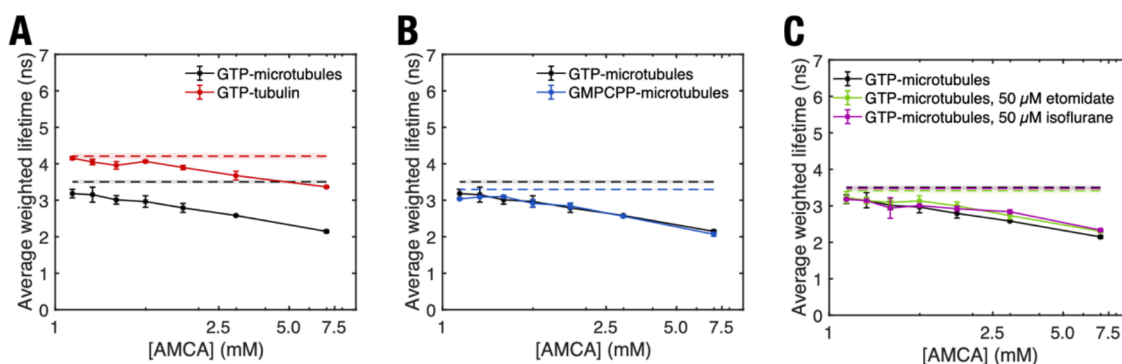 A
Average weighted lifetime (ns)
7
6
5
4
3
2
1
0
GTP-microtubules
GTP-tubulin
1
2.5
5.0
7.5
[AMCA] (mM)
B
Average weighted lifetime (ns)
7
6
5
4
3
2
1
0
GTP-microtubules
GMPCPP-microtubules
1
2.5
5.0
7.5
[AMCA] (mM)
C
Average weighted lifetime (ns)
7
6
5
4
3
2
1
0
GTP-microtubules
GTP-microtubules, 50 µM etomidate
GTP-microtubules, 50 µM isoflurane
1
2.5
5.0
7.5
[AMCA] (mM)